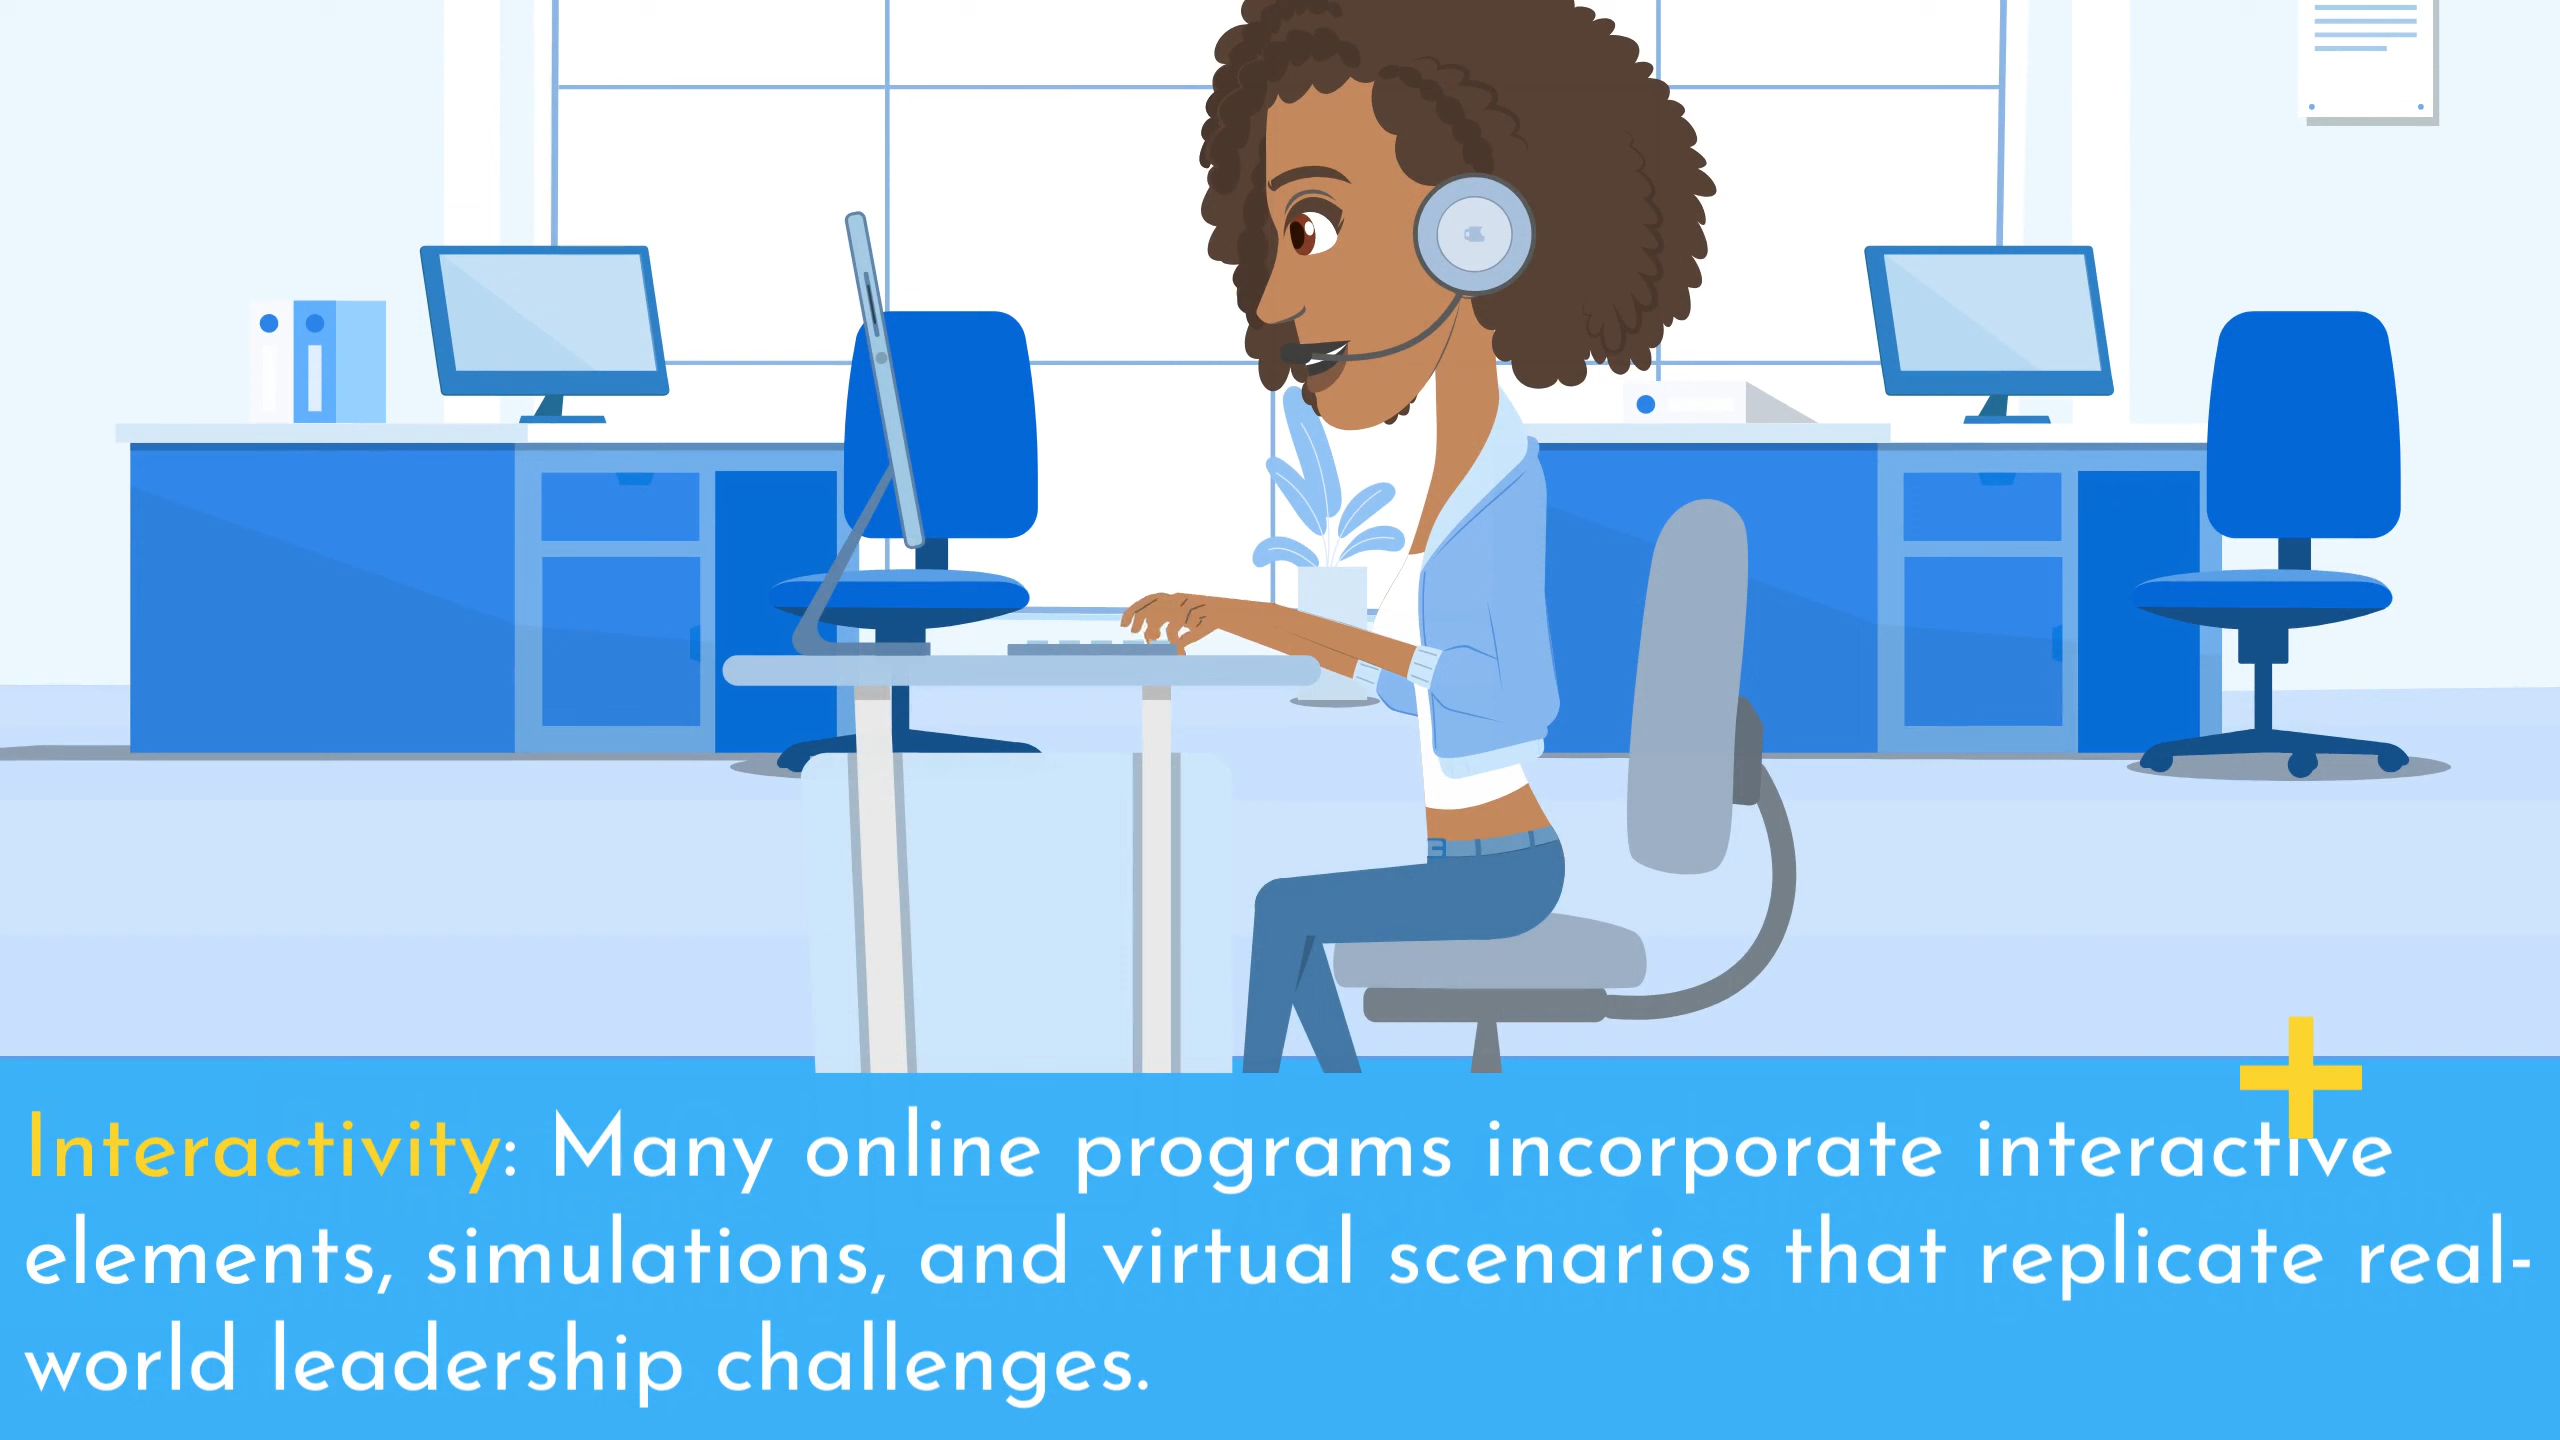 Interactivity: Many online programs incorporate interactive
elements, simulations, and virtual scenarios that replicate real-
world leadership challenges.